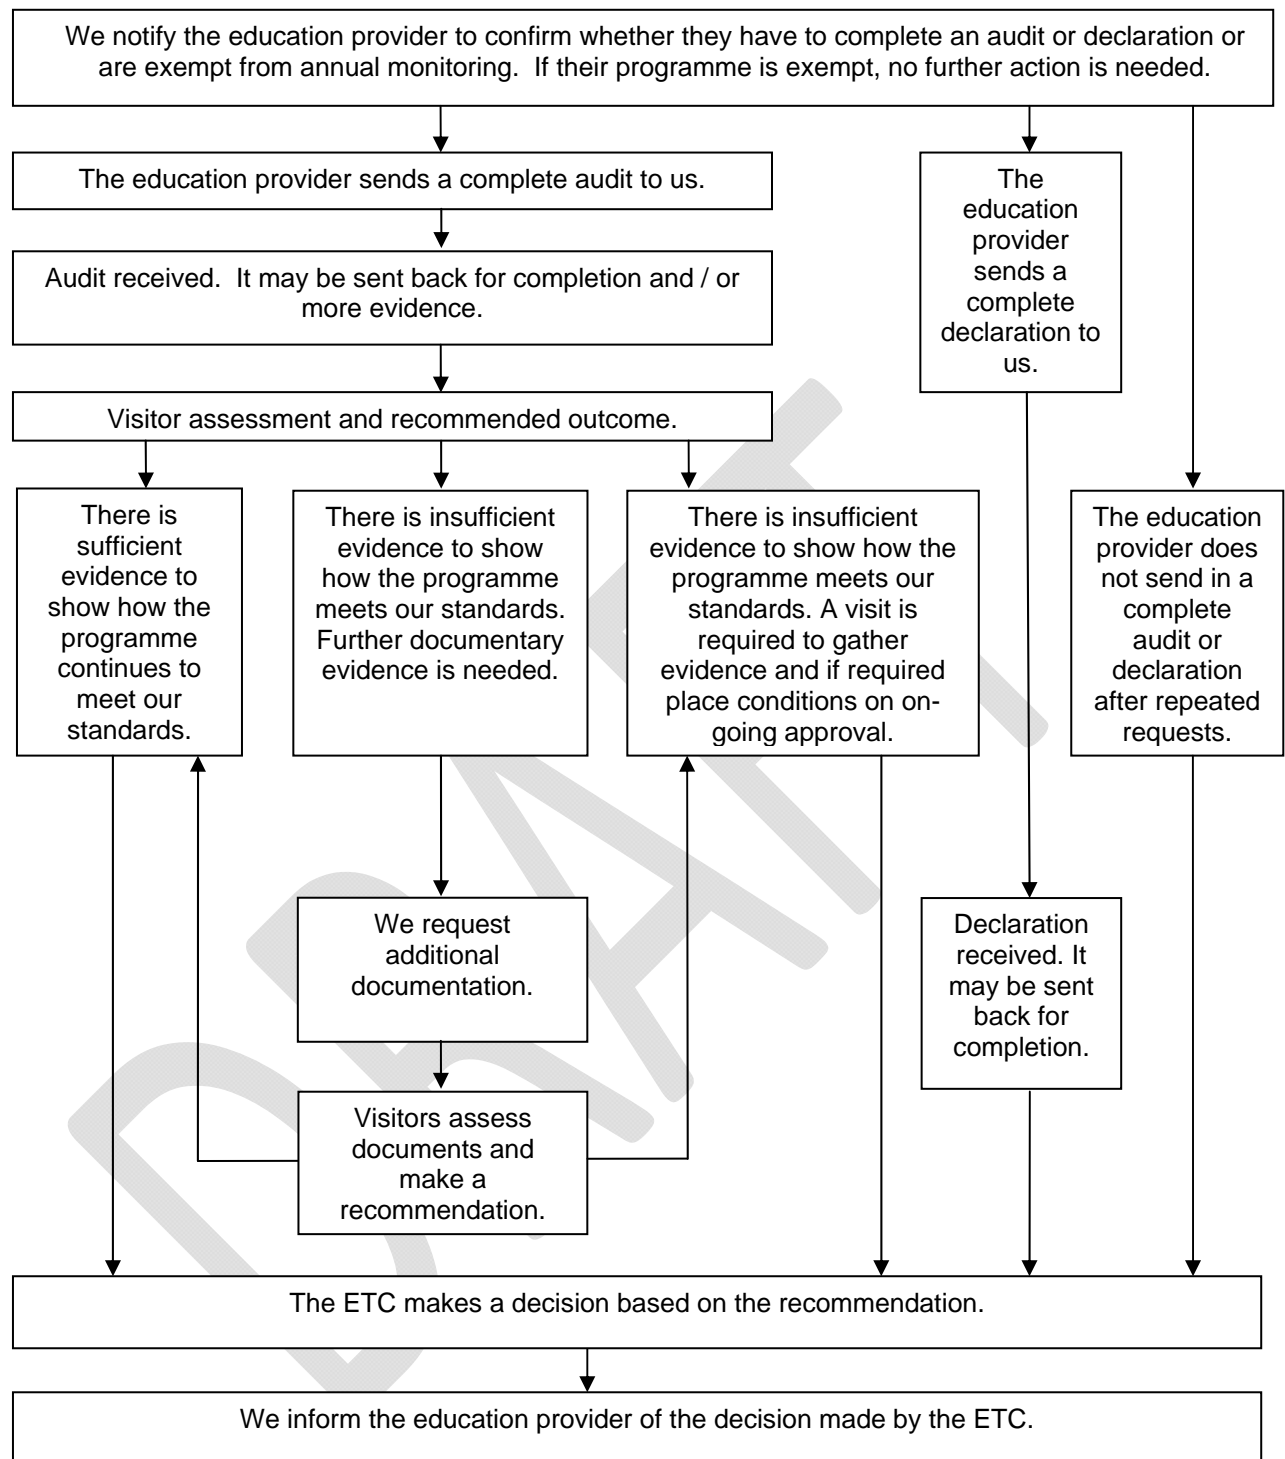 We notify the education provider to confirm whether they have to complete an audit or declaration or
are exempt from annual monitoring.  If their programme is exempt, no further action is needed.
The education provider sends a complete audit to us.
Audit received.  It may be sent back for completion and / or
more evidence.
Visitor assessment and recommended outcome.
There is
sufficient
evidence to
show how the
programme
continues to
meet our
standards.
There is insufficient
evidence to show
how the programme
meets our standards.
Further documentary
evidence is needed.
There is insufficient
evidence to show how the
programme meets our
standards. A visit is
required to gather
evidence and if required
place conditions on on-
going approval.
The
education
provider
sends a
complete
declaration to
us.
The education
provider does
not send in a
complete
audit or
declaration
after repeated
requests.
We request
additional
documentation.
Visitors assess
documents and
make a
recommendation.
Declaration
received. It
may be sent
back for
completion.
The ETC makes a decision based on the recommendation.
We inform the education provider of the decision made by the ETC.
DRAFT